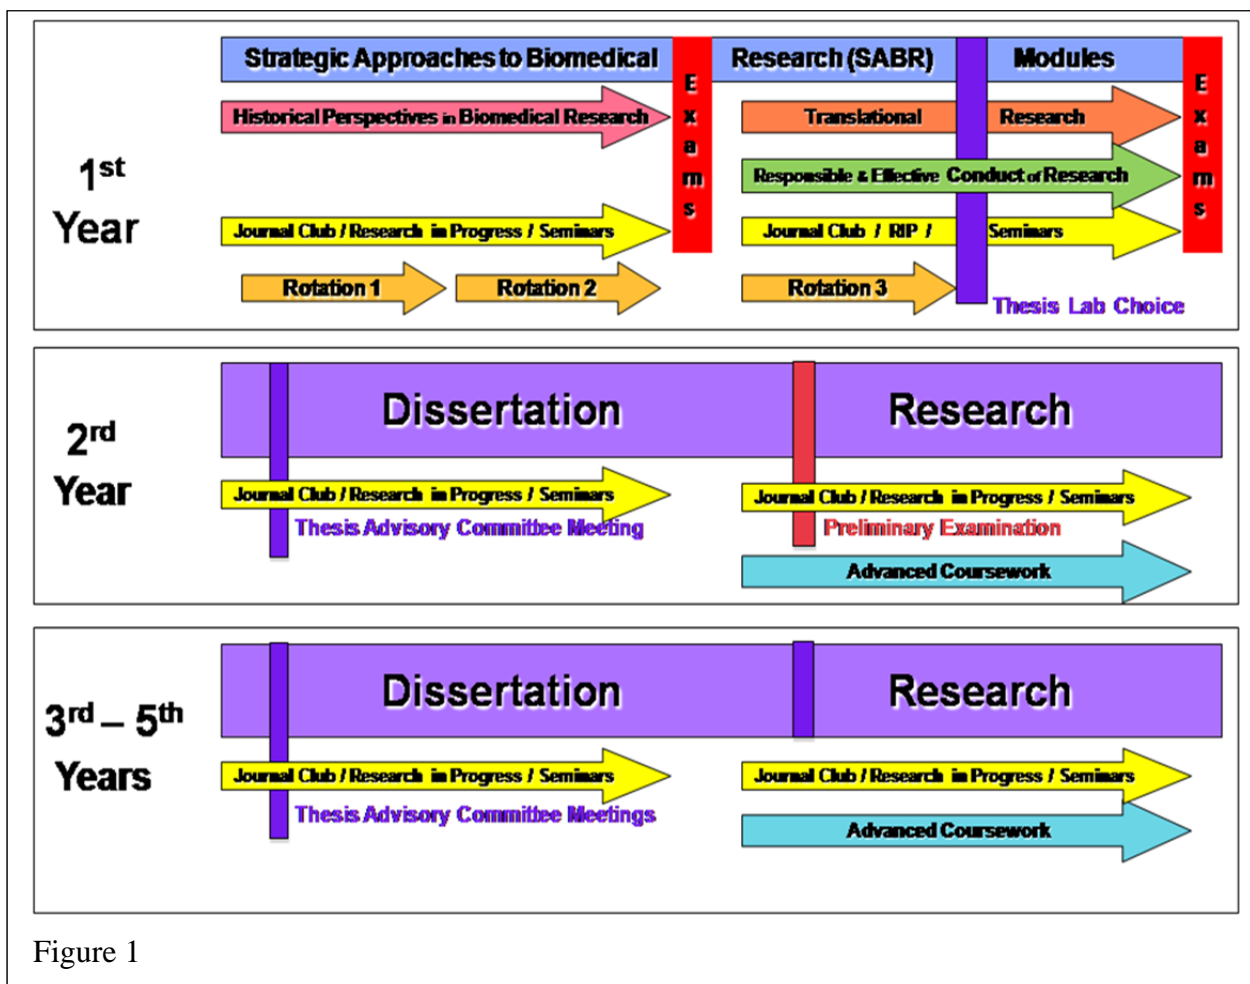 Strategic Approaches to Biomedical Research (SABR) Modules
Exams
Exams
Historical Perspectives in Biomedical Research
Translational Research
1st
Year
Responsible & Effective Conduct of Research
Journal Club / Research in Progress / Seminars
Journal Club / RIP / Seminars
Rotation 1
Rotation 2
Rotation 3
Thesis Lab Choice
2rd
Year
Dissertation Research
Journal Club / Research in Progress / Seminars
Journal Club / Research in Progress / Seminars
Thesis Advisory Committee Meeting
Preliminary Examination
Advanced Coursework
3rd – 5th
Years
Dissertation Research
Journal Club / Research in Progress / Seminars
Journal Club / Research in Progress / Seminars
Thesis Advisory Committee Meetings
Advanced Coursework
Figure 1